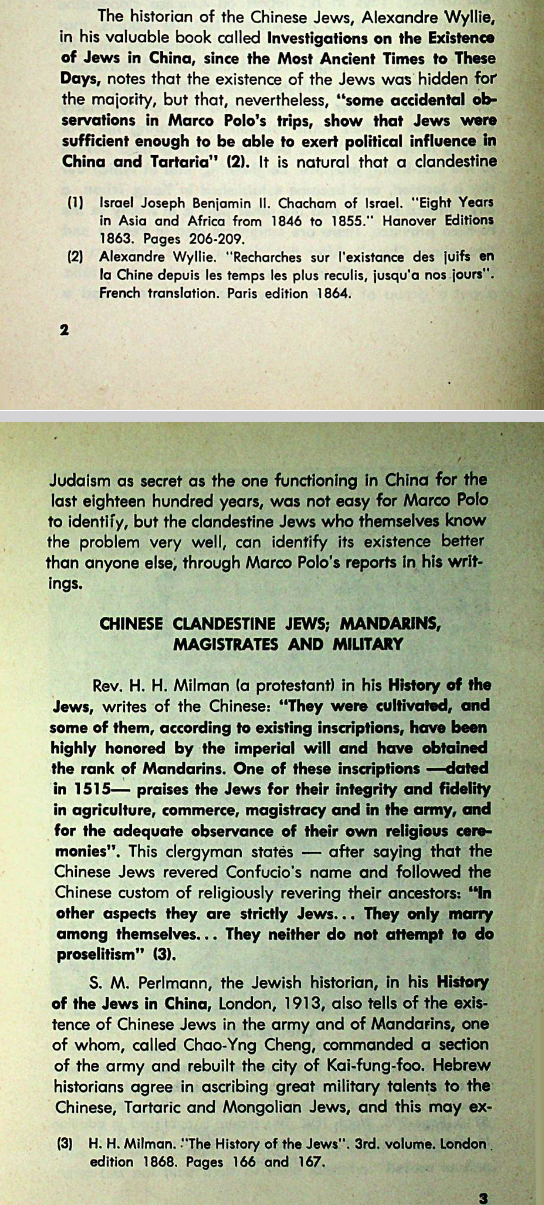 The historian of the Chinese Jews, Alexandre Wyllie,
in his valuable book called Investigations on the Existence
of Jews in China, since the Most Ancient Times to These
Days, notes that the existence of the Jews was hidden for
the majority, but that, nevertheless, "some accidental ob-
servations in Marco Polo's trips, show that Jews were
sufficient enough to be able to exert political influence in
China and Tartaria" (2). It is natural that a clandestine
(1) Israel Joseph Benjamin II. Chacham of Israel. "Eight Years
in Asia and Africa from 1846 to 1855." Hanover Editions
1863. Pages 206-209.
(2) Alexandre Wyllie. "Recharches sur l'existance des juifs en
la Chine depuis les temps les plus reculis, jusqu'a nos jours".
French translation. Paris edition 1864.
2
Judaism as secret as the one functioning in China for the
last eighteen hundred years, was not easy for Marco Polo
to identify, but the clandestine Jews who themselves know
the problem very well, can identify its existence better
than anyone else, through Marco Polo's reports in his writ-
ings.
CHINESE CLANDESTINE JEWS; MANDARINS,
MAGISTRATES AND MILITARY
Rev. H. H. Milman (a protestant) in his History of the
Jews, writes of the Chinese: "They were cultivated, and
some of them, according to existing inscriptions, have been
highly honored by the imperial will and have obtained
the rank of Mandarins. One of these inscriptions —dated
in 1515— praises the Jews for their integrity and fidelity
in agriculture, commerce, magistracy and in the army, and
for the adequate observance of their own religious cere-
monies". This clergyman states — after saying that the
Chinese Jews revered Confucio's name and followed the
Chinese custom of religiously revering their ancestors: "In
other aspects they are strictly Jews... They only marry
among themselves... They neither do not attempt to do
proselitism" (3).
S. M. Perlmann, the Jewish historian, in his History
of the Jews in China, London, 1913, also tells of the exis-
tence of Chinese Jews in the army and of Mandarins, one
of whom, called Chao-Yng Cheng, commanded a section
of the army and rebuilt the city of Kai-fung-foo. Hebrew
historians agree in ascribing great military talents to the
Chinese, Tartaric and Mongolian Jews, and this may ex-
(3) H. H. Milman. "The History of the Jews". 3rd. volume. London
edition 1868. Pages 166 and 167.
3